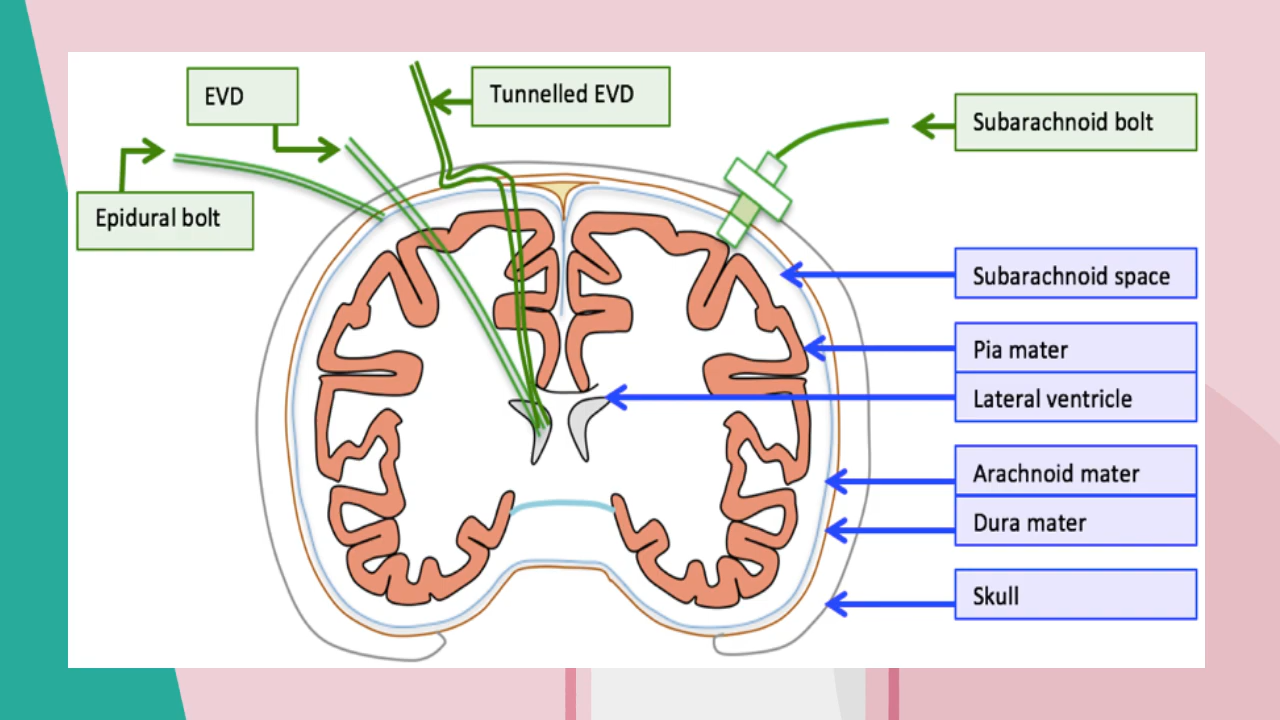 EVD
Tunnelled EVD
Subarachnoid bolt
Epidural bolt
Subarachnoid space
Pia mater
Lateral ventricle
Arachnoid mater
Dura mater
Skull